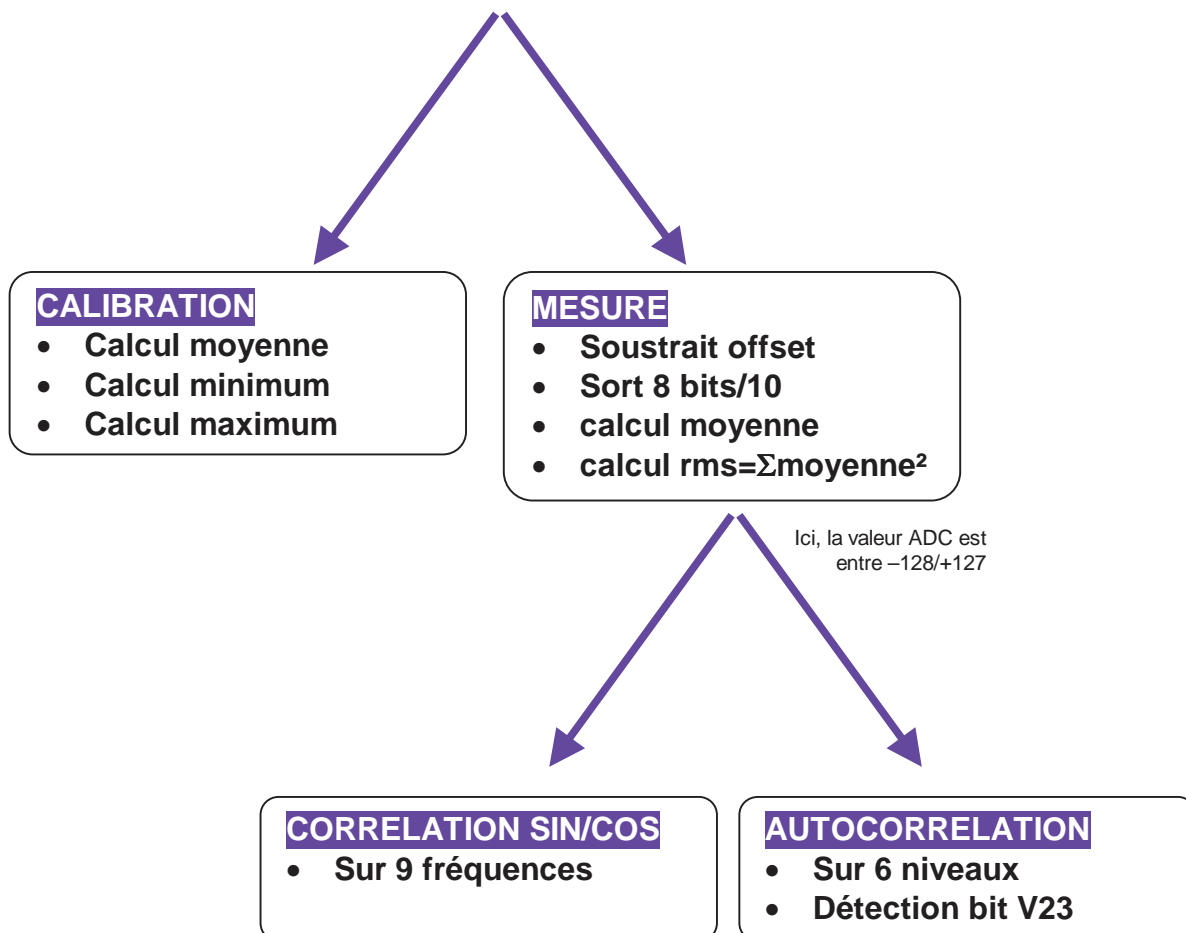 CALIBRATION
• Calcul moyenne
• Calcul minimum
• Calcul maximum
MESURE
• Soustrait offset
• Sort 8 bits/10
• calcul moyenne
• calcul rms=Σmoyenne²
Ici, la valeur ADC est
entre –128/+127
CORRELATION SIN/COS
• Sur 9 fréquences
AUTOCORRELATION
• Sur 6 niveaux
• Détection bit V23